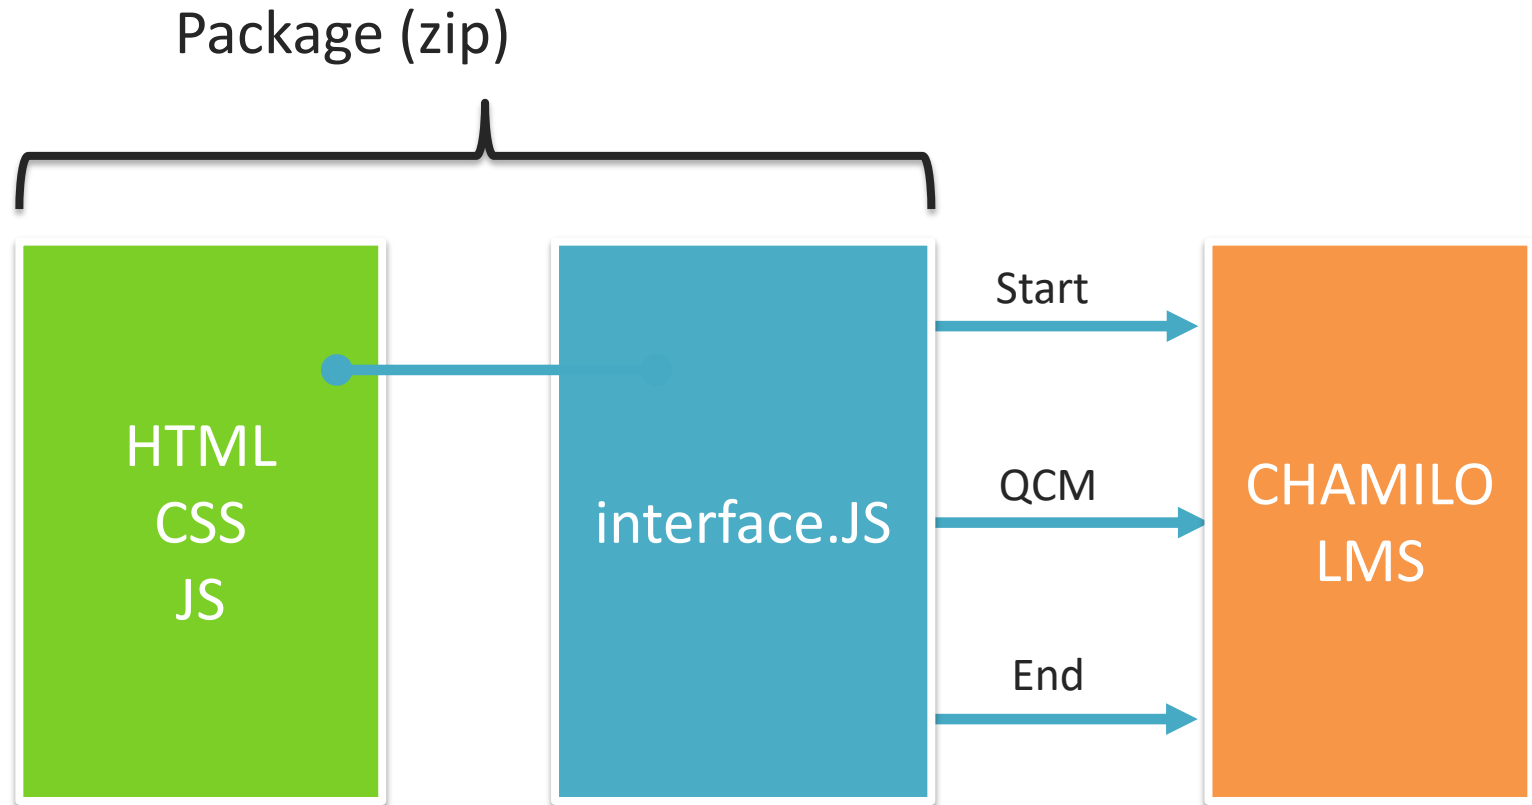 Package (zip)
HTML
CSS
JS
interface.JS
Start
QCM
End
CHAMILO
LMS